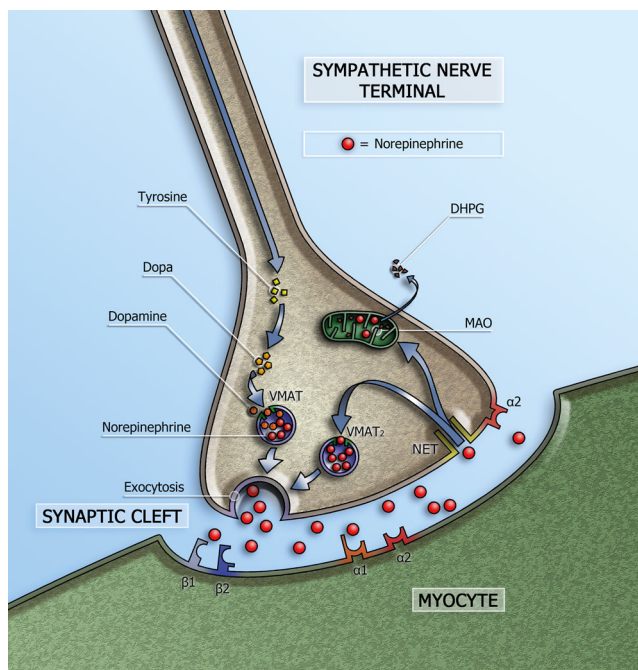 SYMPATHETIC NERVE
TERMINAL
= Norepinephrine
Tyrosine
DHPG
Dopa
Dopamine
MAO
VMAT
α2
Norepinephrine
VMAT₂
NET
Exocytosis
SYNAPTIC CLEFT
β1
β2
α1
α2
MYOCYTE